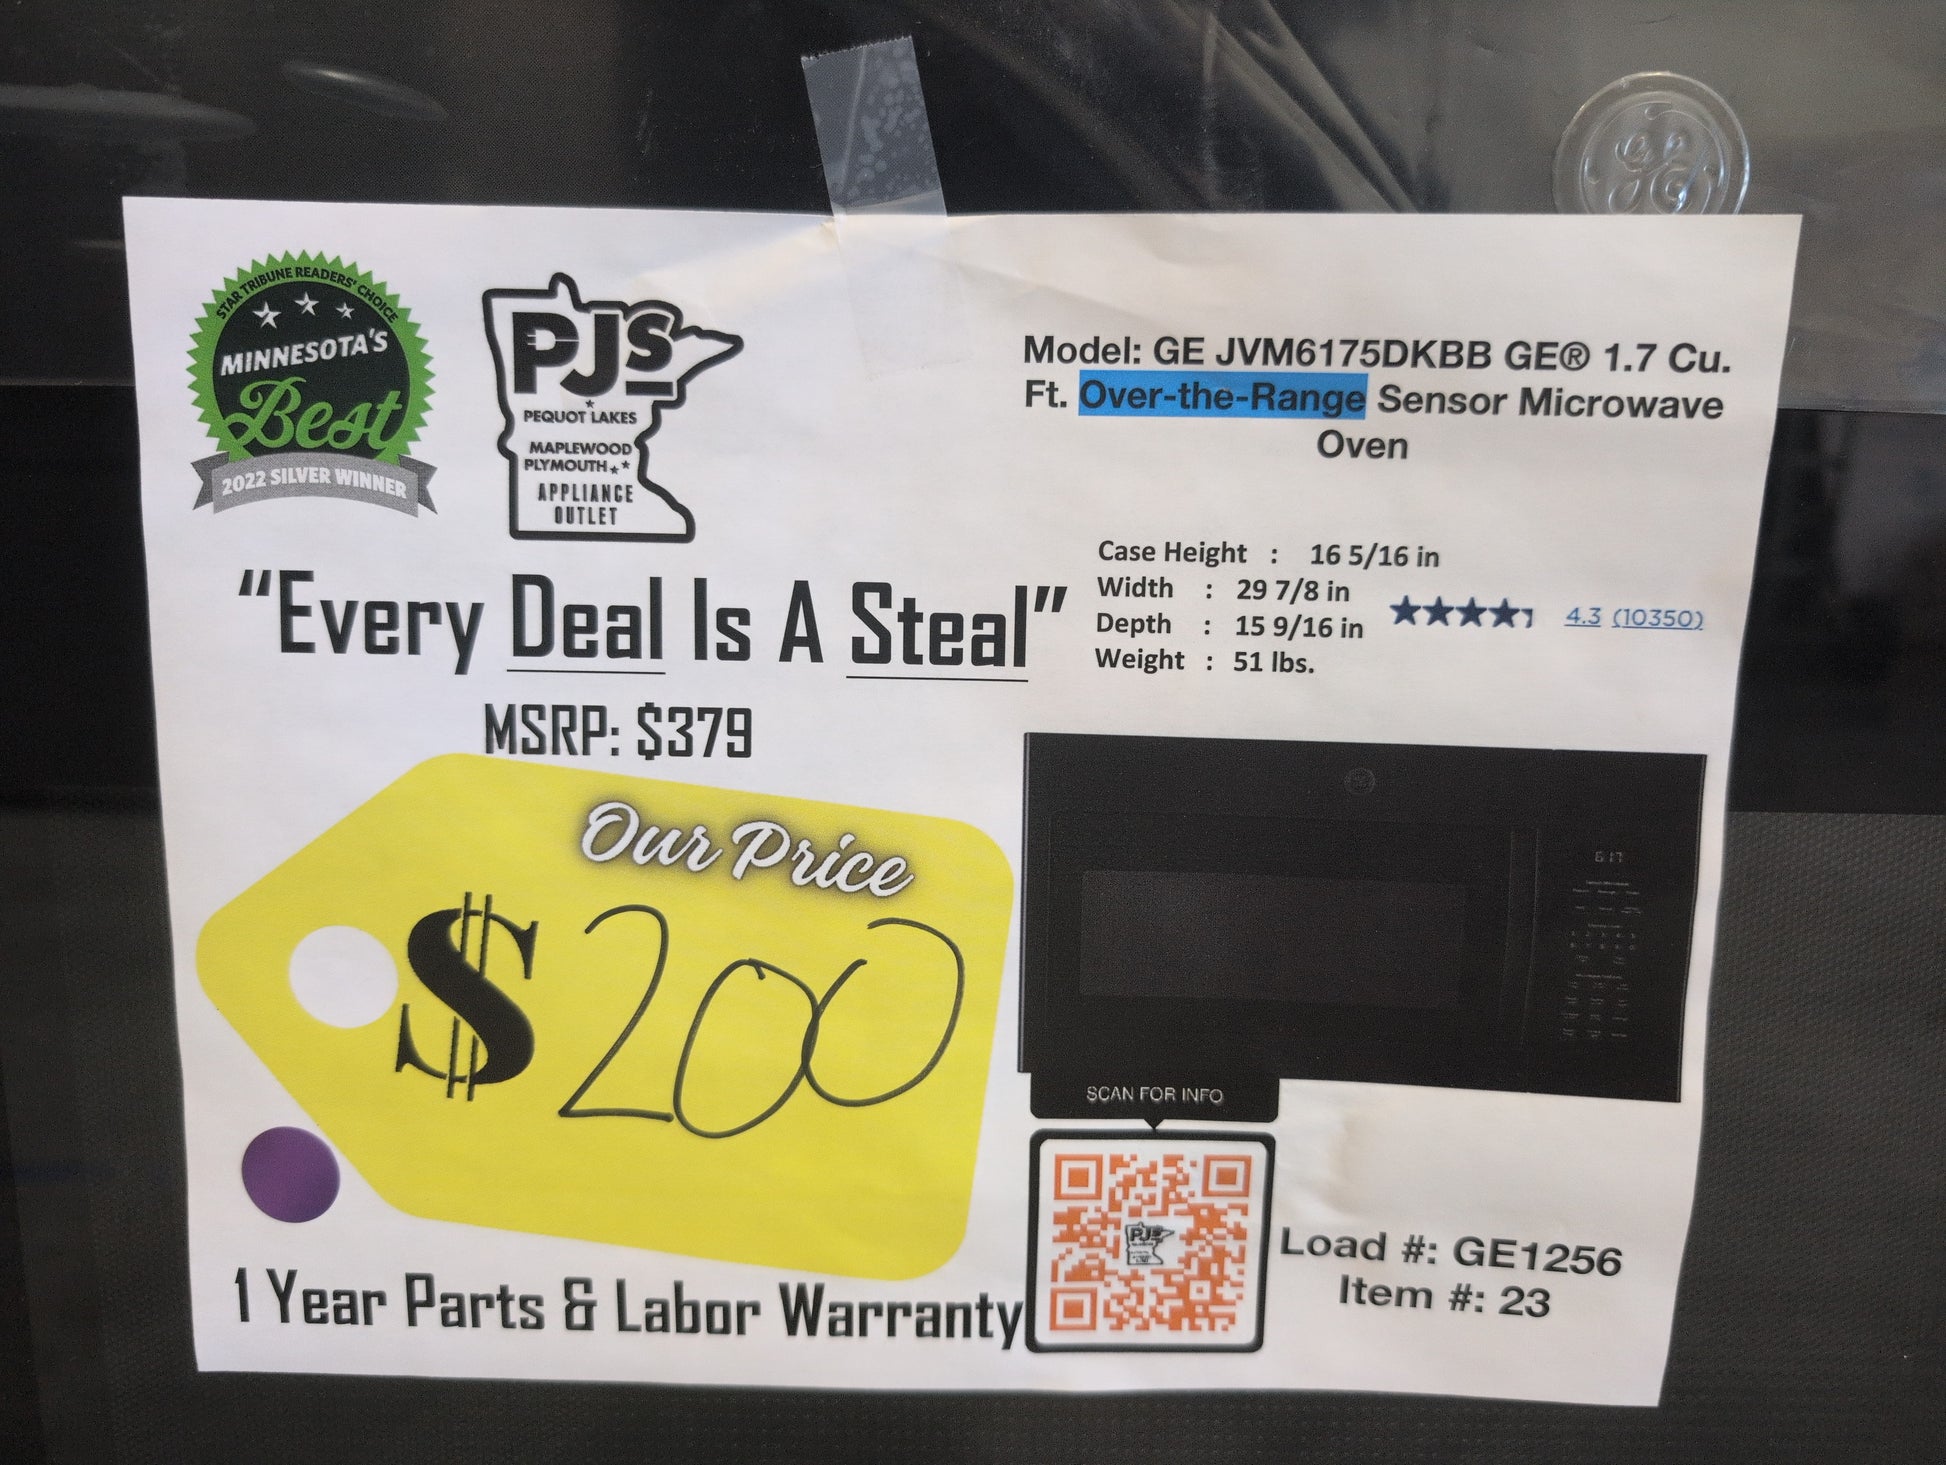 STAR TRIBUNE READERS' CHOICE
MINNESOTA'S
Best
2022 SILVER WINNER
PJS
PEQUOT LAKES
MAPLEWOOD
PLYMOUTH
APPLIANCE
OUTLET
Model: GE JVM6175DKBB GE® 1.7 Cu.
Ft. Over-the-Range Sensor Microwave
Oven
Case Height : 16 5/16 in
Width : 29 7/8 in
Depth : 15 9/16 in
Weight : 51 lbs.
4.3 (10350)
"Every Deal Is A Steal"
MSRP: $379
Our Price
$200
SCAN FOR INFO
PJS
Load #: GE1256
Item #: 23
1 Year Parts & Labor Warranty
GE